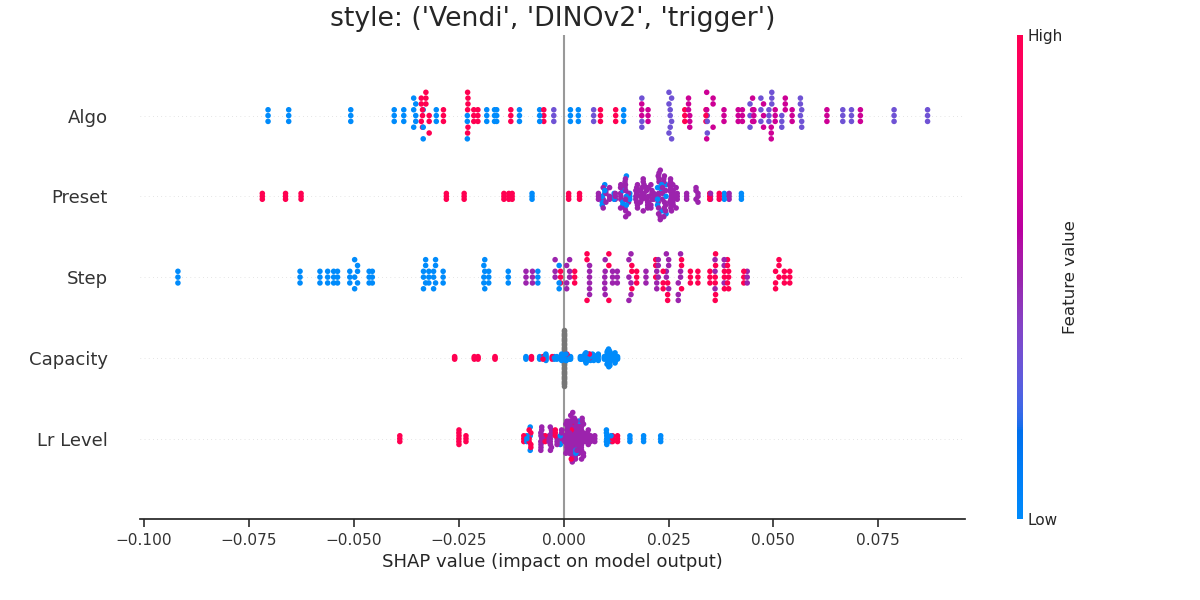 style: ('Vendi', 'DINOv2', 'trigger')
High
Algo
Preset
Step
Capacity
Lr Level
Feature value
Low
−0.100 −0.075 −0.050 −0.025 0.000 0.025 0.050 0.075
SHAP value (impact on model output)